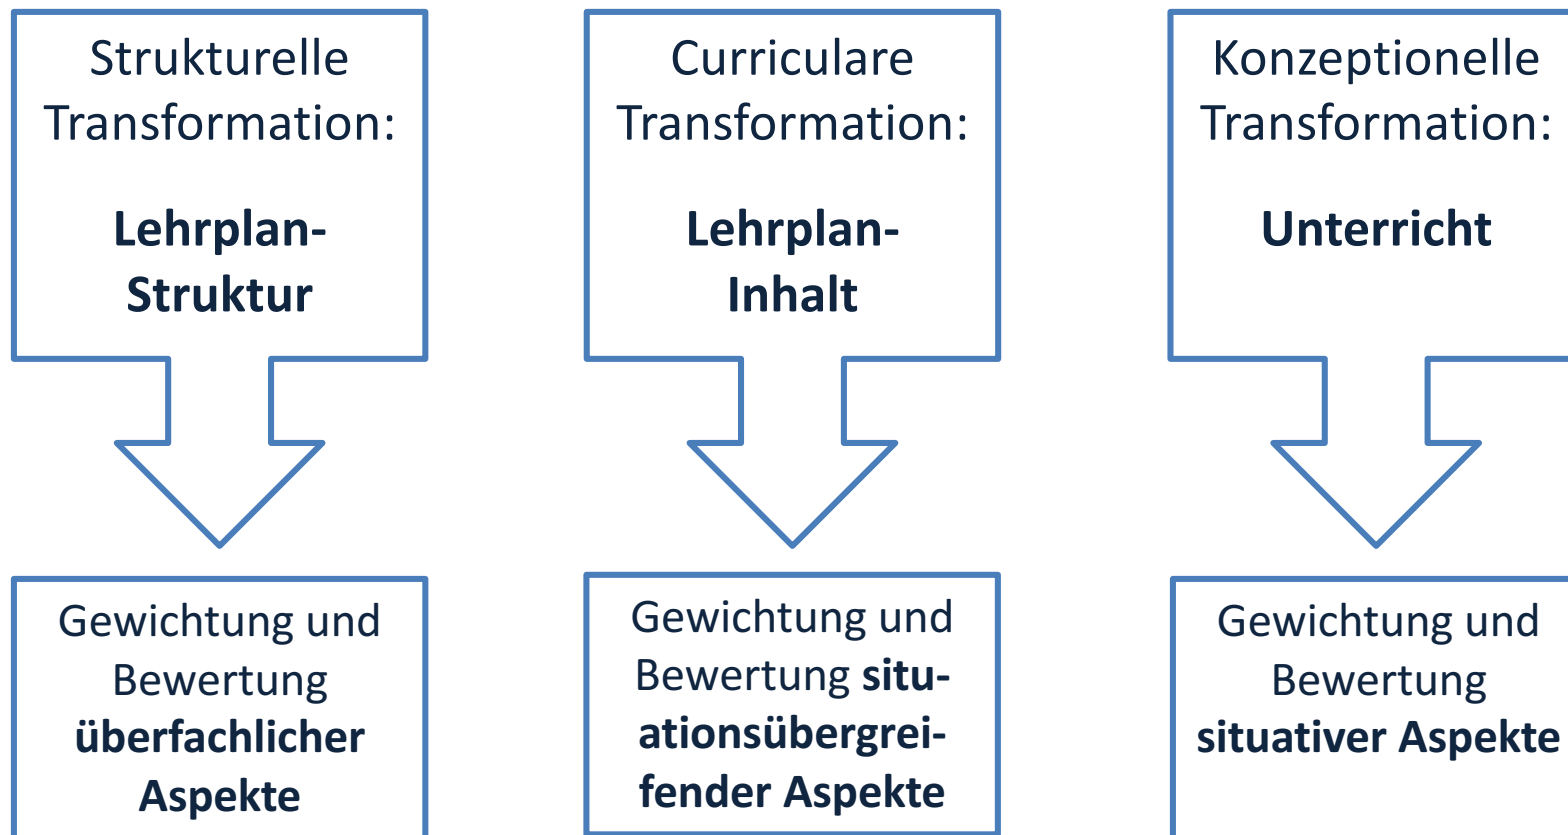 Strukturelle
Transformation:
Lehrplan-
Struktur
Gewichtung und
Bewertung
überfachlicher
Aspekte
Curriculare
Transformation:
Lehrplan-
Inhalt
Gewichtung und
Bewertung situ-
ationsübergrei-
fender Aspekte
Konzeptionelle
Transformation:
Unterricht
Gewichtung und
Bewertung
situativer Aspekte